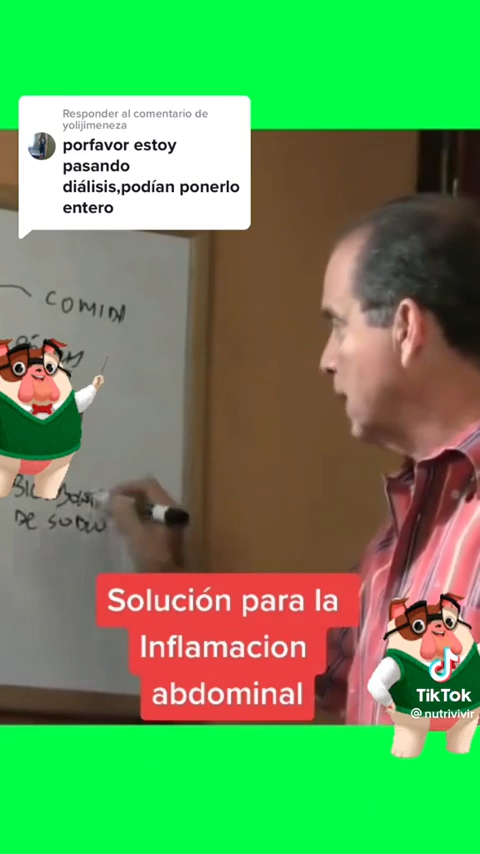 Responder al comentario de
yolijimeneza
porfavor estoy
pasando
diálisis,podían ponerlo
entero
COMIDA
DE SODIO
Solución para la
Inflamacion
abdominal
TikTok
@nutrivivir